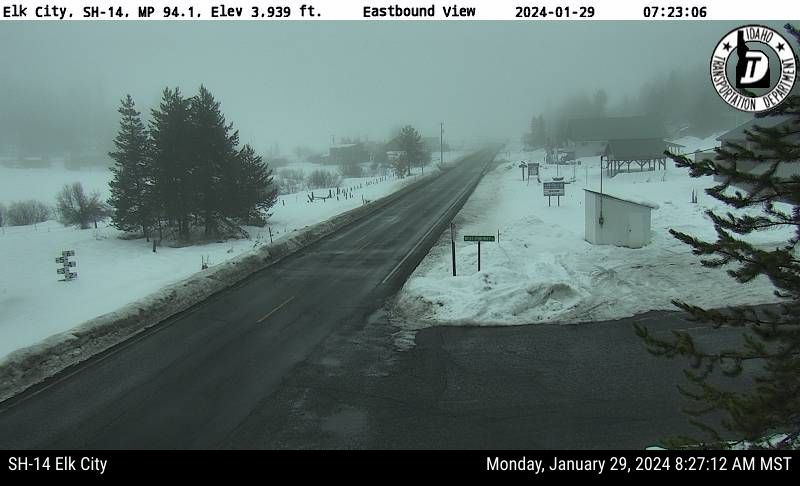 Elk City, SH-14, MP 94.1, Elev 3,939 ft. Eastbound View 2024-01-29 07:23:06
IDAHO
TRANSPORTATION DEPARTMENT
SH-14 Elk City
Monday, January 29, 2024 8:27:12 AM MST